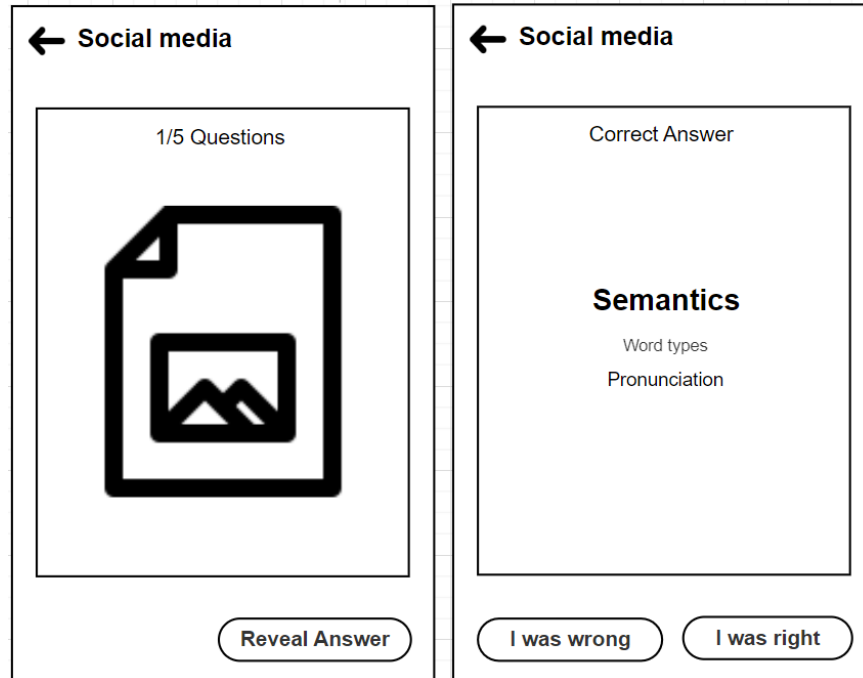 Social media
1/5 Questions
Reveal Answer
Social media
Correct Answer
Semantics
Word types
Pronunciation
I was wrong
I was right